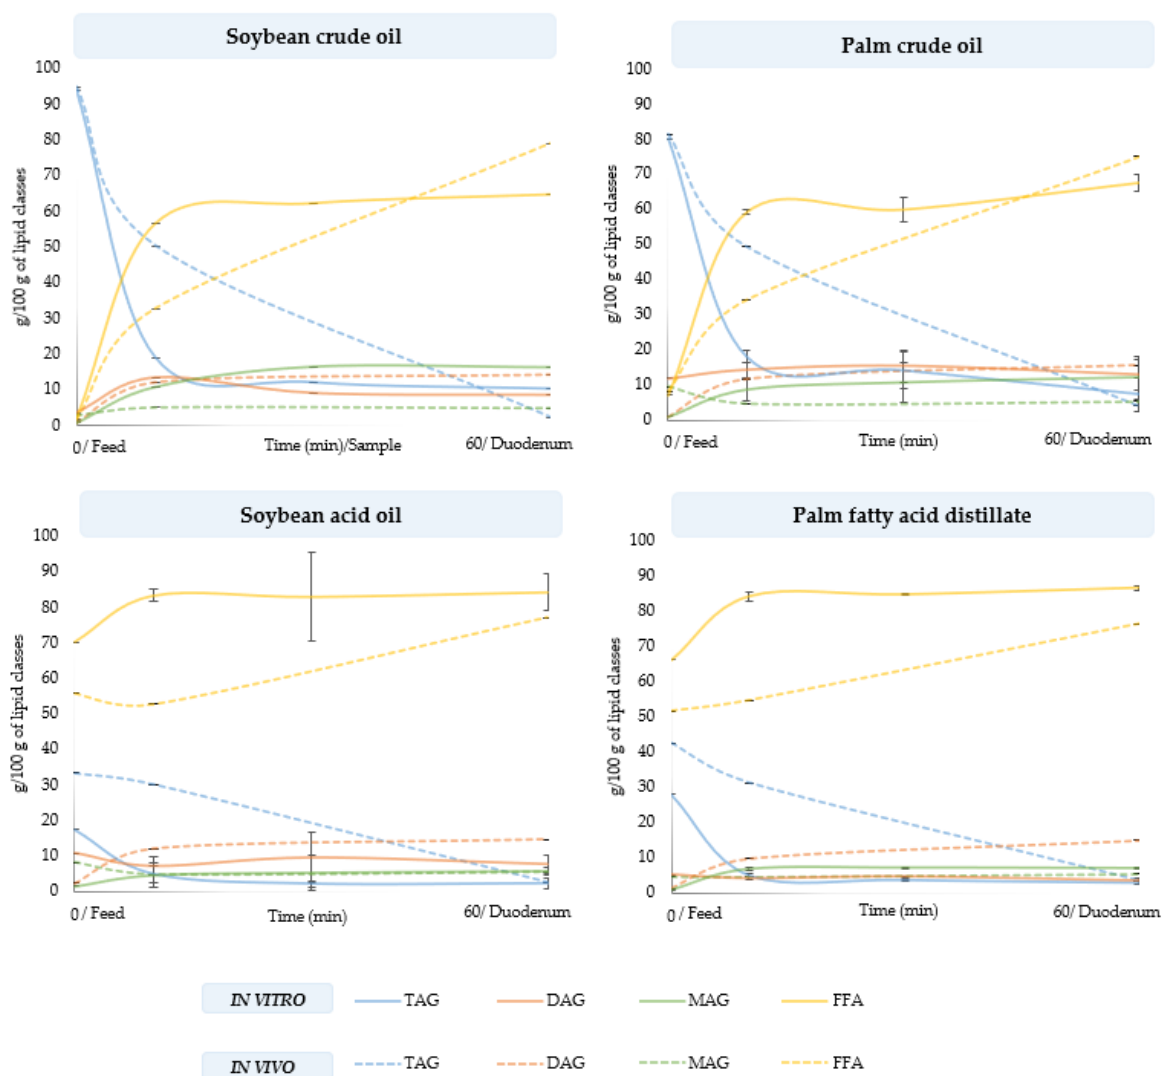 Soybean crude oil
100
90
80
70
60
50
40
30
20
10
0
g/100 g of lipid classes
0/ Feed
Time (min)/Sample
60/ Duodenum
Palm crude oil
100
90
80
70
60
50
40
30
20
10
0
g/100 g of lipid classes
0/ Feed
Time (min)
60/ Duodenum
Soybean acid oil
100
90
80
70
60
50
40
30
20
10
0
g/100 g of lipid classes
0/ Feed
Time (min)
60/ Duodenum
Palm fatty acid distillate
100
90
80
70
60
50
40
30
20
10
0
g/100 g of lipid classes
0/ Feed
Time (min)
60/ Duodenum
IN VITRO TAG DAG MAG FFA
IN VIVO TAG DAG MAG FFA